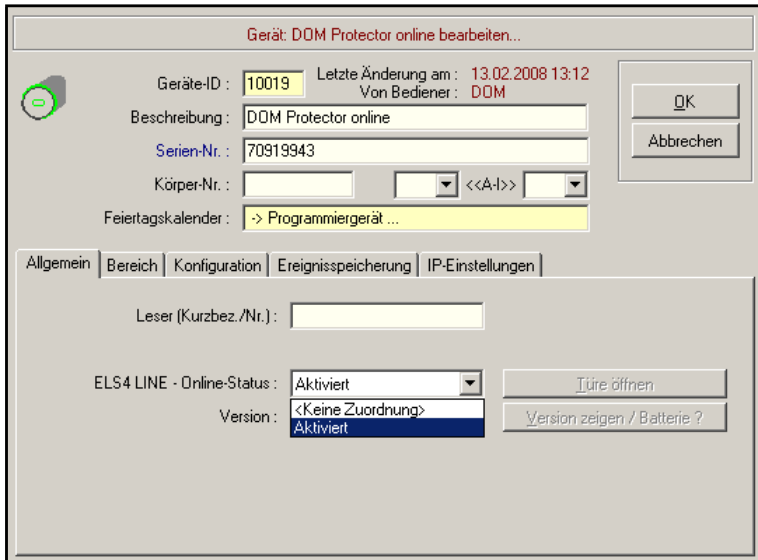 Gerät: DOM Protector online bearbeiten...
Geräte-ID : 10019 Letzte Änderung am : 13.02.2008 13:12
Von Bediener : DOM
Beschreibung : DOM Protector online
Serien-Nr. : 70919943
Körper-Nr. : <<A-I>>
Feiertagskalender : -> Programmiergerät ...
OK
Abbrechen
Allgemein Bereich Konfiguration Ereignisspeicherung IP-Einstellungen
Leser (Kurzbez./Nr.) :
ELS4 LINE - Online-Status : Aktiviert Türe öffnen
Version : <Keine Zuordnung> Version zeigen / Batterie ?
Aktiviert